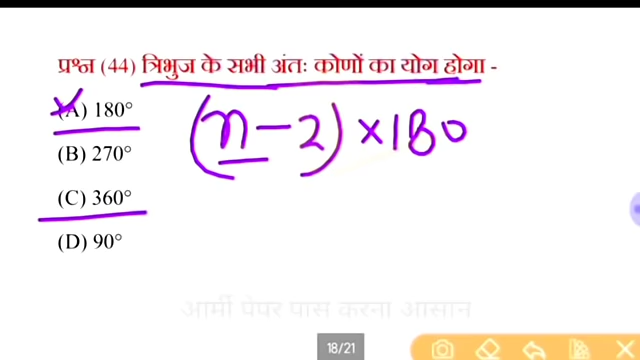 प्रश्न (44) त्रिभुज के सभी अंतः कोणों का योग होगा -
(A) 180°
(n-2)×180
(B) 270°
(C) 360°
(D) 90°
आर्मी पेपर पास करना आसान
18/21